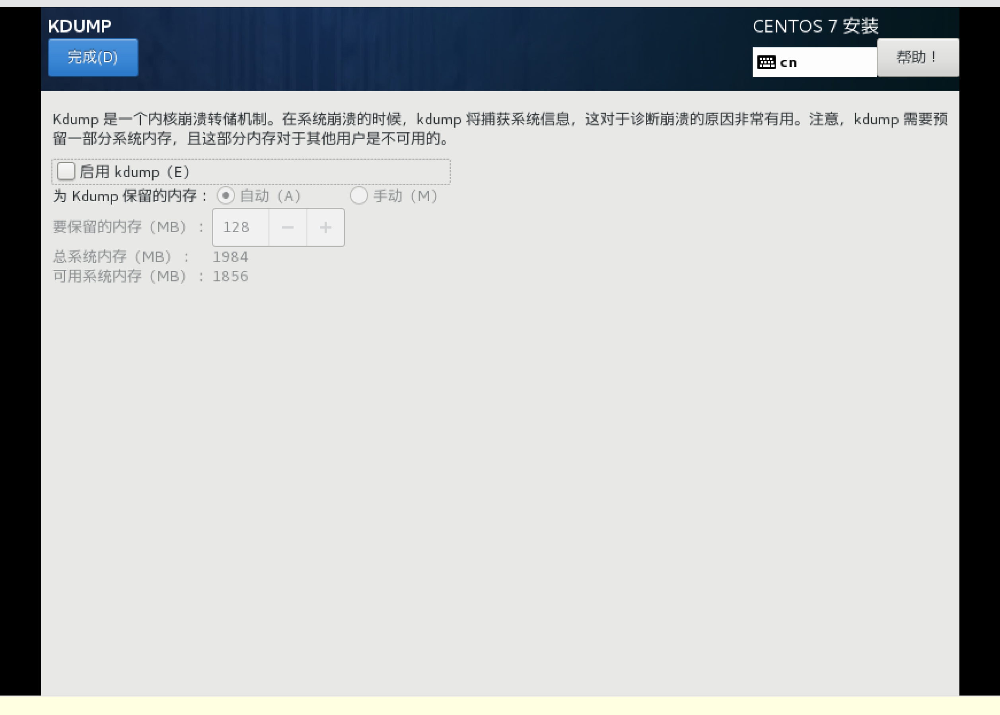 KDUMP
CENTOS 7 安装
完成(D)
cn
帮助！
Kdump 是一个内核崩溃转储机制。在系统崩溃的时候，kdump 将捕获系统信息，这对于诊断崩溃的原因非常有用。注意，kdump 需要预
留一部分系统内存，且这部分内存对于其他用户是不可用的。
启用 kdump（E）
为 Kdump 保留的内存： 自动（A） 手动（M）
要保留的内存（MB）： 128 − +
总系统内存（MB）： 1984
可用系统内存（MB）： 1856